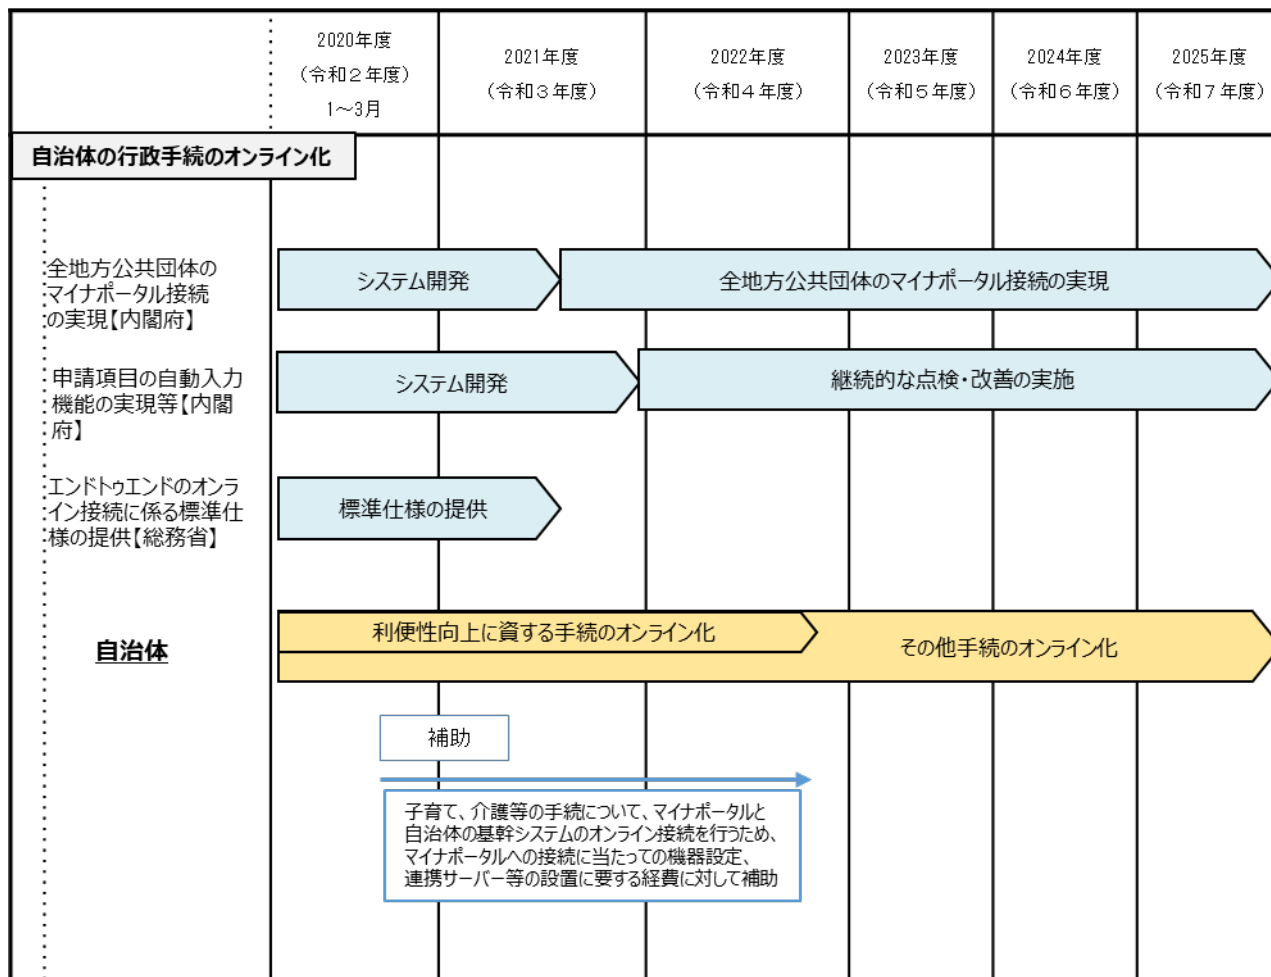 2020年度
（令和２年度）
1～3月
2021年度
（令和３年度）
2022年度
（令和４年度）
2023年度
（令和５年度）
2024年度
（令和６年度）
2025年度
（令和７年度）
自治体の行政手続のオンライン化
全地方公共団体の
マイナポータル接続
の実現【内閣府】
システム開発
全地方公共団体のマイナポータル接続の実現
申請項目の自動入力
機能の実現等【内閣
府】
システム開発
継続的な点検・改善の実施
エンドトゥエンドのオンラ
イン接続に係る標準仕
様の提供【総務省】
標準仕様の提供
自治体
利便性向上に資する手続のオンライン化
その他手続のオンライン化
補助
子育て、介護等の手続について、マイナポータルと
自治体の基幹システムのオンライン接続を行うため、
マイナポータルへの接続に当たっての機器設定、
連携サーバー等の設置に要する経費に対して補助